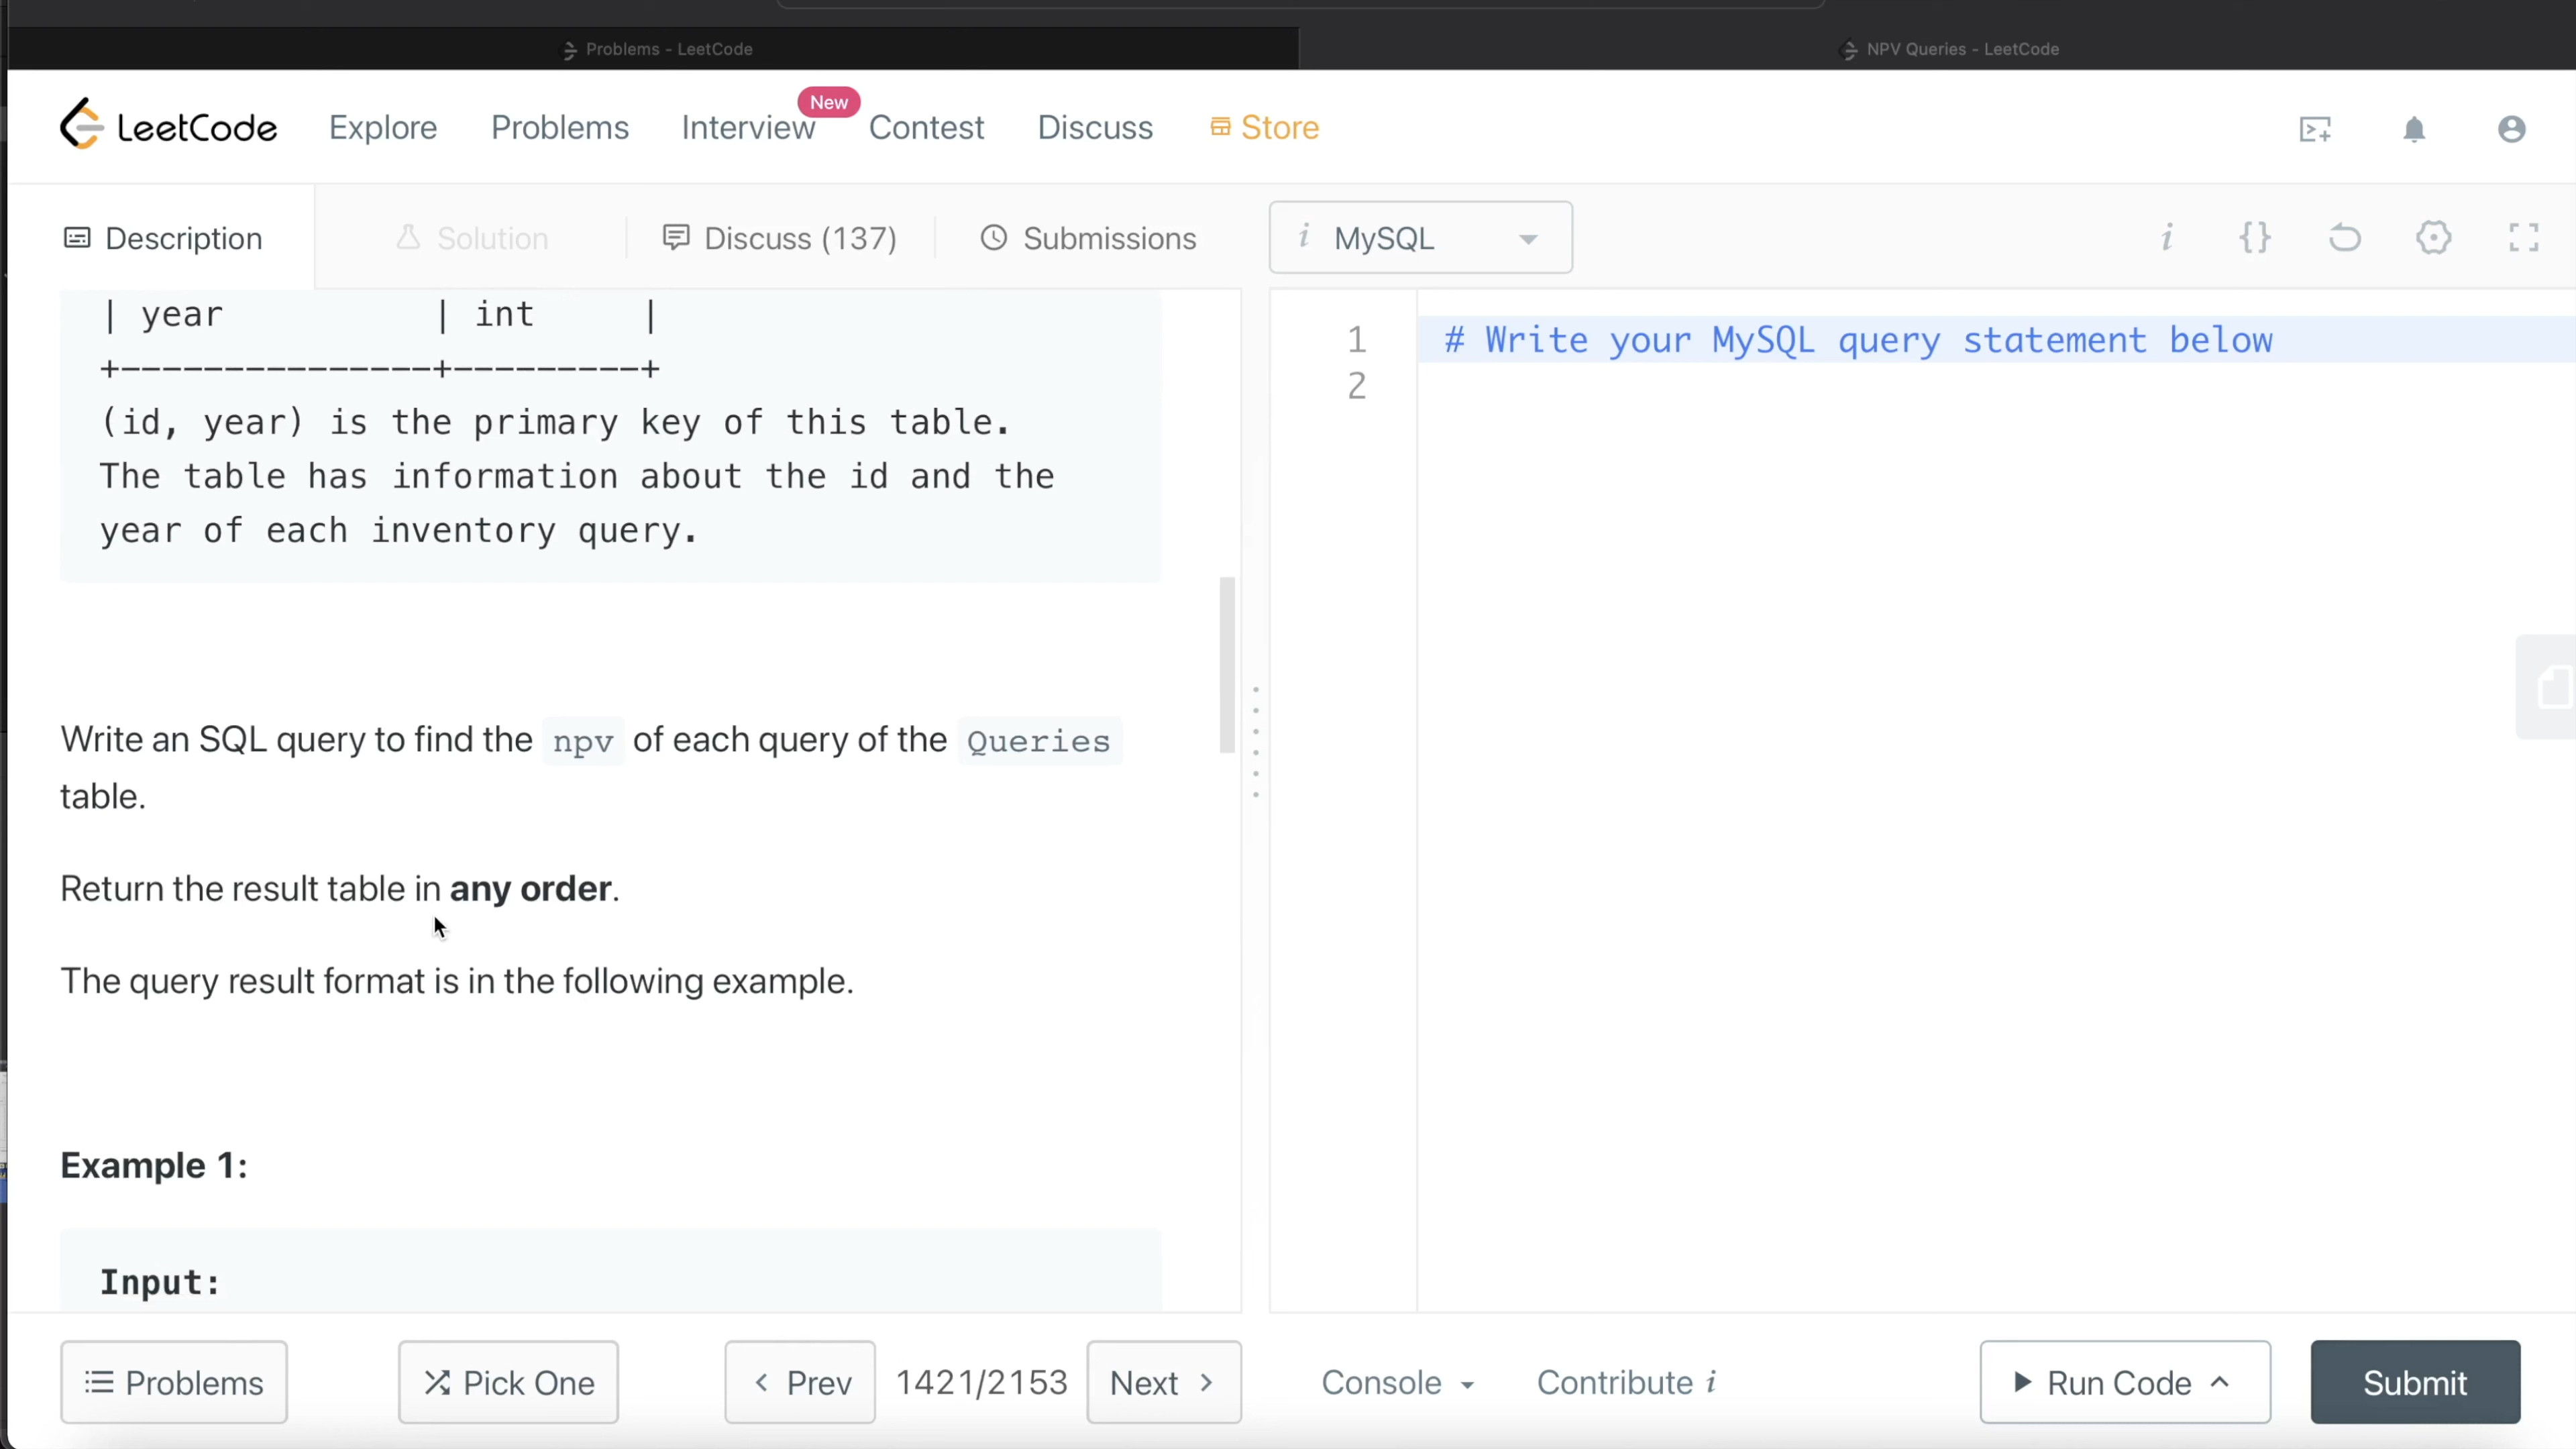 Problems - LeetCode
NPV Queries - LeetCode
LeetCode
Explore
Problems
Interview
New
Contest
Discuss
Store
Description
Solution
Discuss (137)
Submissions
i MySQL
i {}
| year | int |
+---------------+---------+
(id, year) is the primary key of this table.
The table has information about the id and the
year of each inventory query.
Write an SQL query to find the npv of each query of the Queries
table.
Return the result table in any order.
The query result format is in the following example.
Example 1:
Input:
1 # Write your MySQL query statement below
2
Problems
Pick One
< Prev
1421/2153
Next >
Console
Contribute i
Run Code
Submit